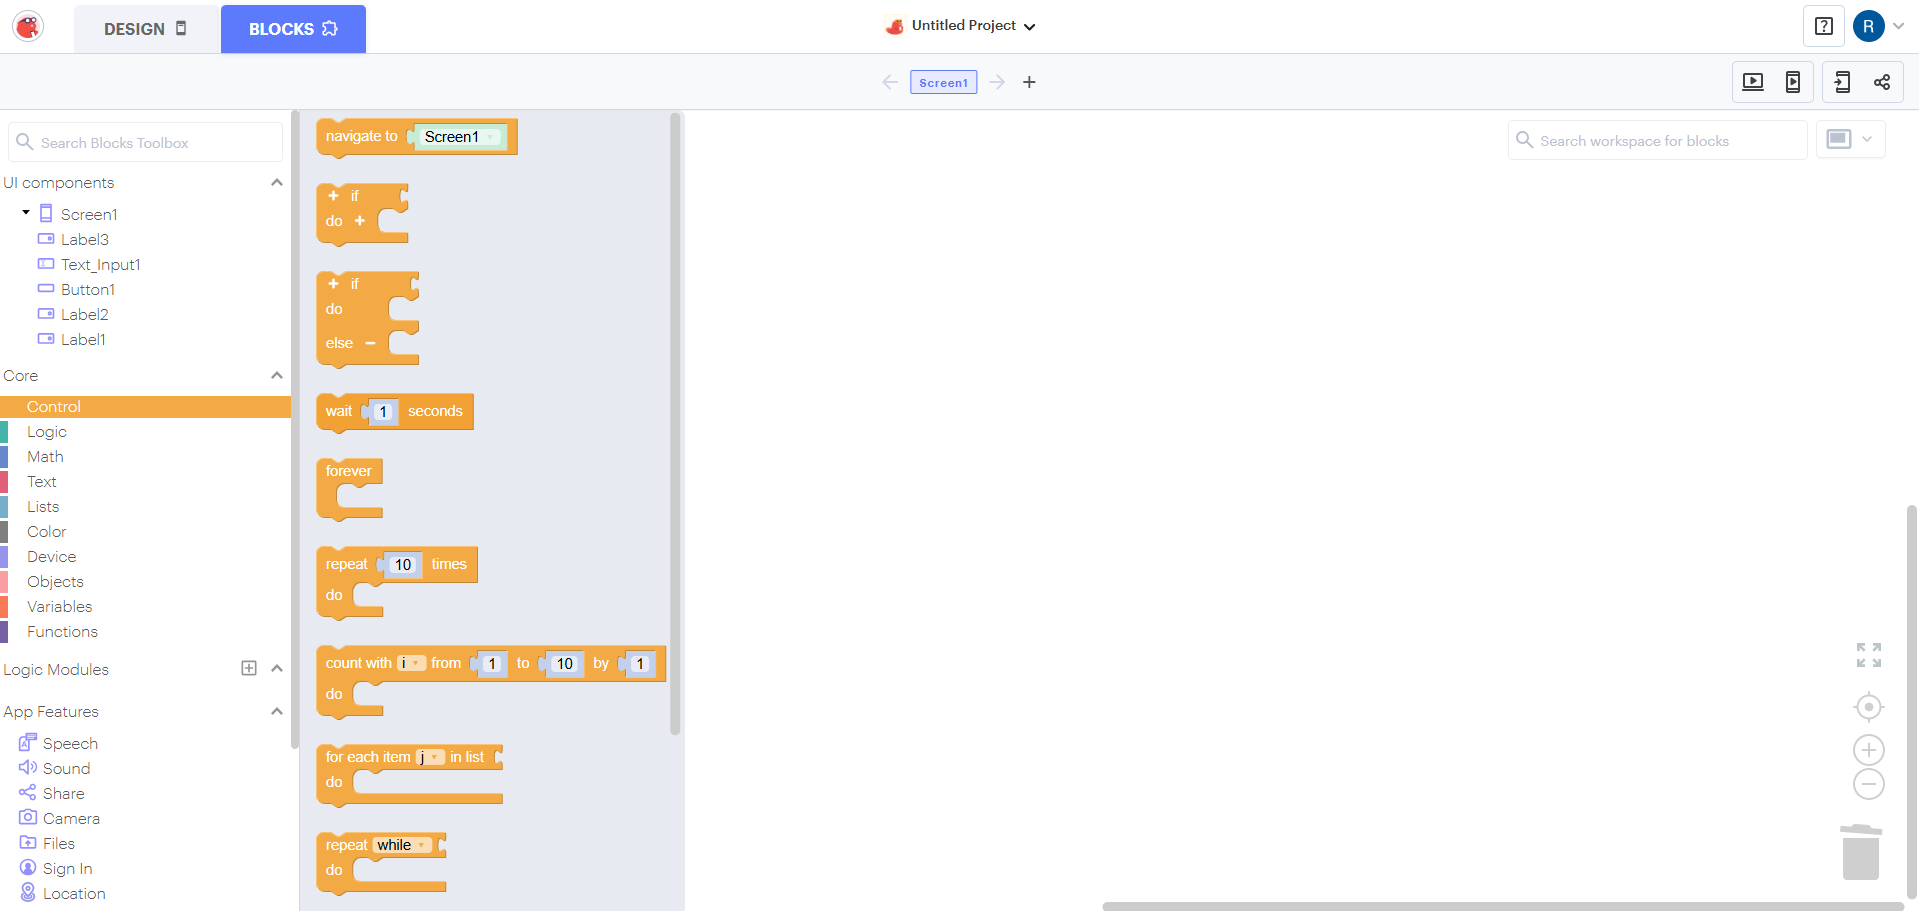 DESIGN
BLOCKS
Untitled Project
?
R
Screen1
+
Search Blocks Toolbox
UI components
Screen1
Label3
Text_Input1
Button1
Label2
Label1
Core
Control
Logic
Math
Text
Lists
Color
Device
Objects
Variables
Functions
Logic Modules
App Features
Speech
Sound
Share
Camera
Files
Sign In
Location
navigate to Screen1
+ if
do +
+ if
do
else −
wait 1 seconds
forever
repeat 10 times
do
count with i from 1 to 10 by 1
do
for each item j in list
do
repeat while
do
Search workspace for blocks